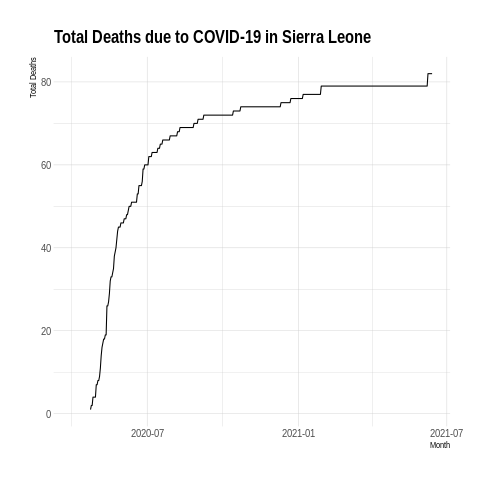 Total Deaths due to COVID-19 in Sierra Leone
Total Deaths
80
60
40
20
0
2020-07
2021-01
2021-07
Month